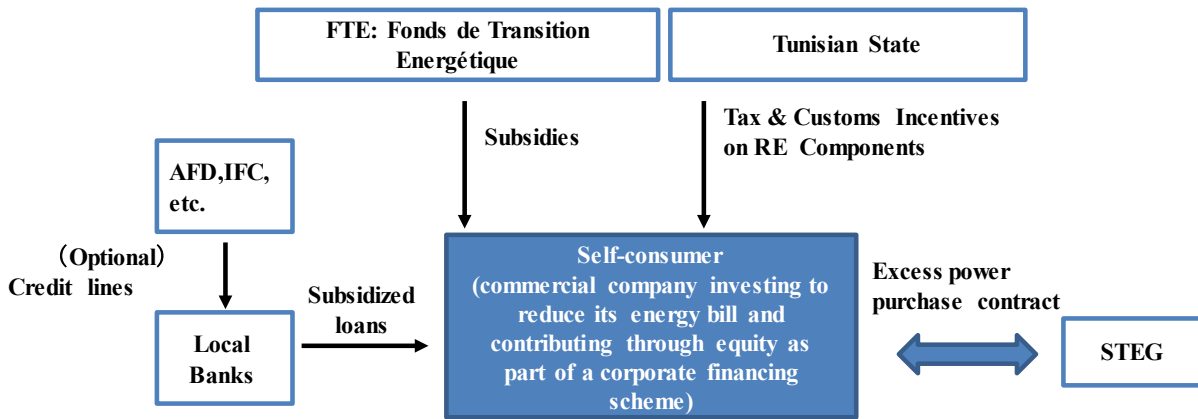 FTE: Fonds de Transition
Energétique
Tunisian State
Subsidies
Tax & Customs Incentives
on RE Components
AFD,IFC,
etc.
（Optional）
Credit lines
Subsidized
loans
Local
Banks
Self-consumer
(commercial company investing to
reduce its energy bill and
contributing through equity as
part of a corporate financing
scheme)
Excess power
purchase contract
STEG